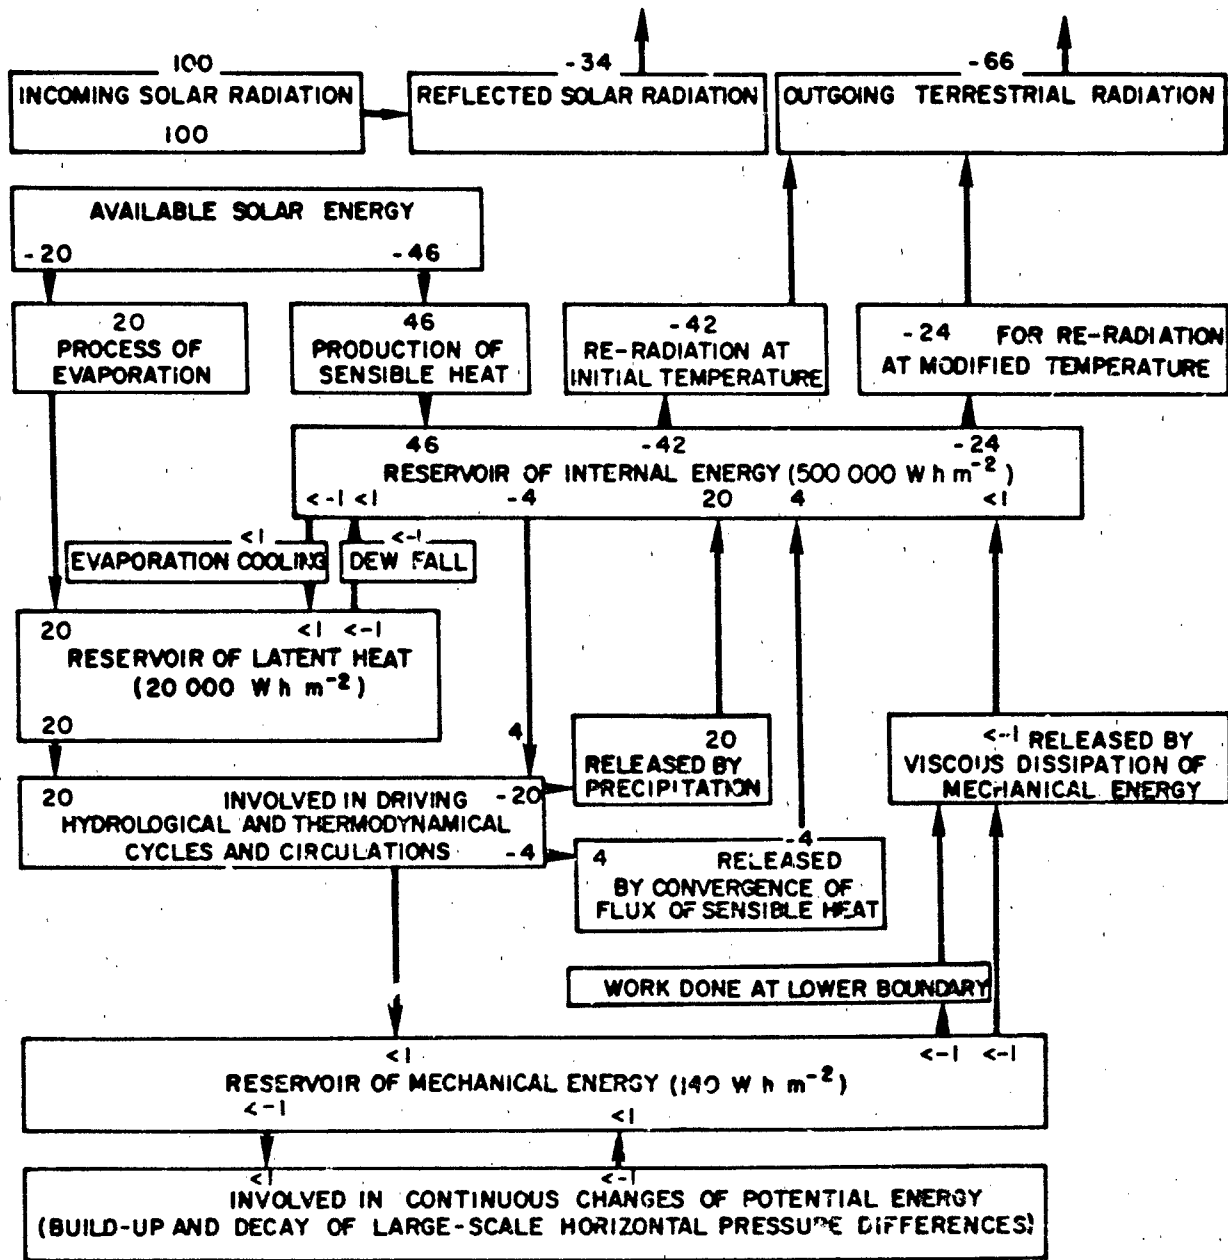 100
INCOMING SOLAR RADIATION
100
-34
REFLECTED SOLAR RADIATION
-66
OUTGOING TERRESTRIAL RADIATION
AVAILABLE SOLAR ENERGY
-20 -46
20
PROCESS OF
EVAPORATION
46
PRODUCTION OF
SENSIBLE HEAT
-42
RE-RADIATION AT
INITIAL TEMPERATURE
-24 FOR RE-RADIATION
AT MODIFIED TEMPERATURE
46 -42 -24
RESERVOIR OF INTERNAL ENERGY (500 000 W h m⁻²)
<-1 <1 -4 20 4 <1
<1
EVAPORATION COOLING
<-1
DEW FALL
20 <1 <-1
RESERVOIR OF LATENT HEAT
(20 000 W h m⁻²)
20
4
20 INVOLVED IN DRIVING -20
HYDROLOGICAL AND THERMODYNAMICAL
CYCLES AND CIRCULATIONS -4
20
RELEASED BY
PRECIPITATION
-4
4 RELEASED
BY CONVERGENCE OF
FLUX OF SENSIBLE HEAT
<-1 RELEASED BY
VISCOUS DISSIPATION OF
MECHANICAL ENERGY
WORK DONE AT LOWER BOUNDARY
<1 <-1 <-1
RESERVOIR OF MECHANICAL ENERGY (140 W h m⁻²)
<-1 <1
<1 <-1
INVOLVED IN CONTINUOUS CHANGES OF POTENTIAL ENERGY
(BUILD-UP AND DECAY OF LARGE-SCALE HORIZONTAL PRESSURE DIFFERENCES)